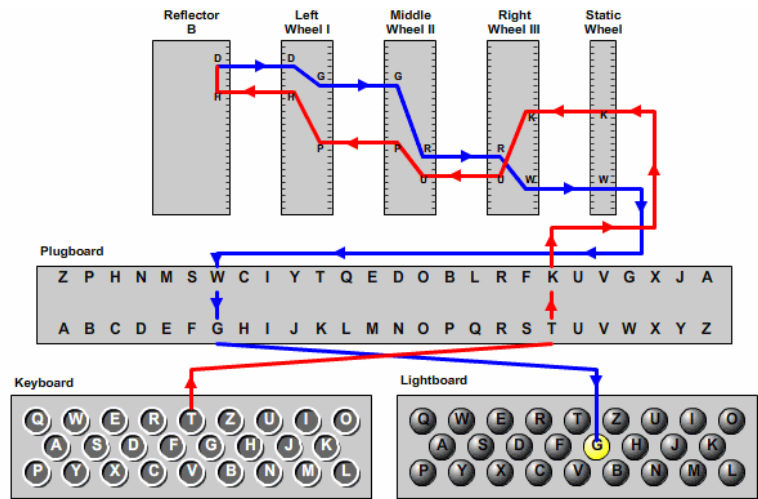 Reflector B
Left Wheel I
Middle Wheel II
Right Wheel III
Static Wheel
D D
G G
H H
K K
P P
R R
U U
W W
Plugboard
Z P H N M S W C I Y T Q E D O B L R F K U V G X J A
A B C D E F G H I J K L M N O P Q R S T U V W X Y Z
Keyboard
Q W E R T Z U I O
A S D F G H J K
P Y X C V B N M L
Lightboard
Q W E R T Z U I O
A S D F G H J K
P Y X C V B N M L